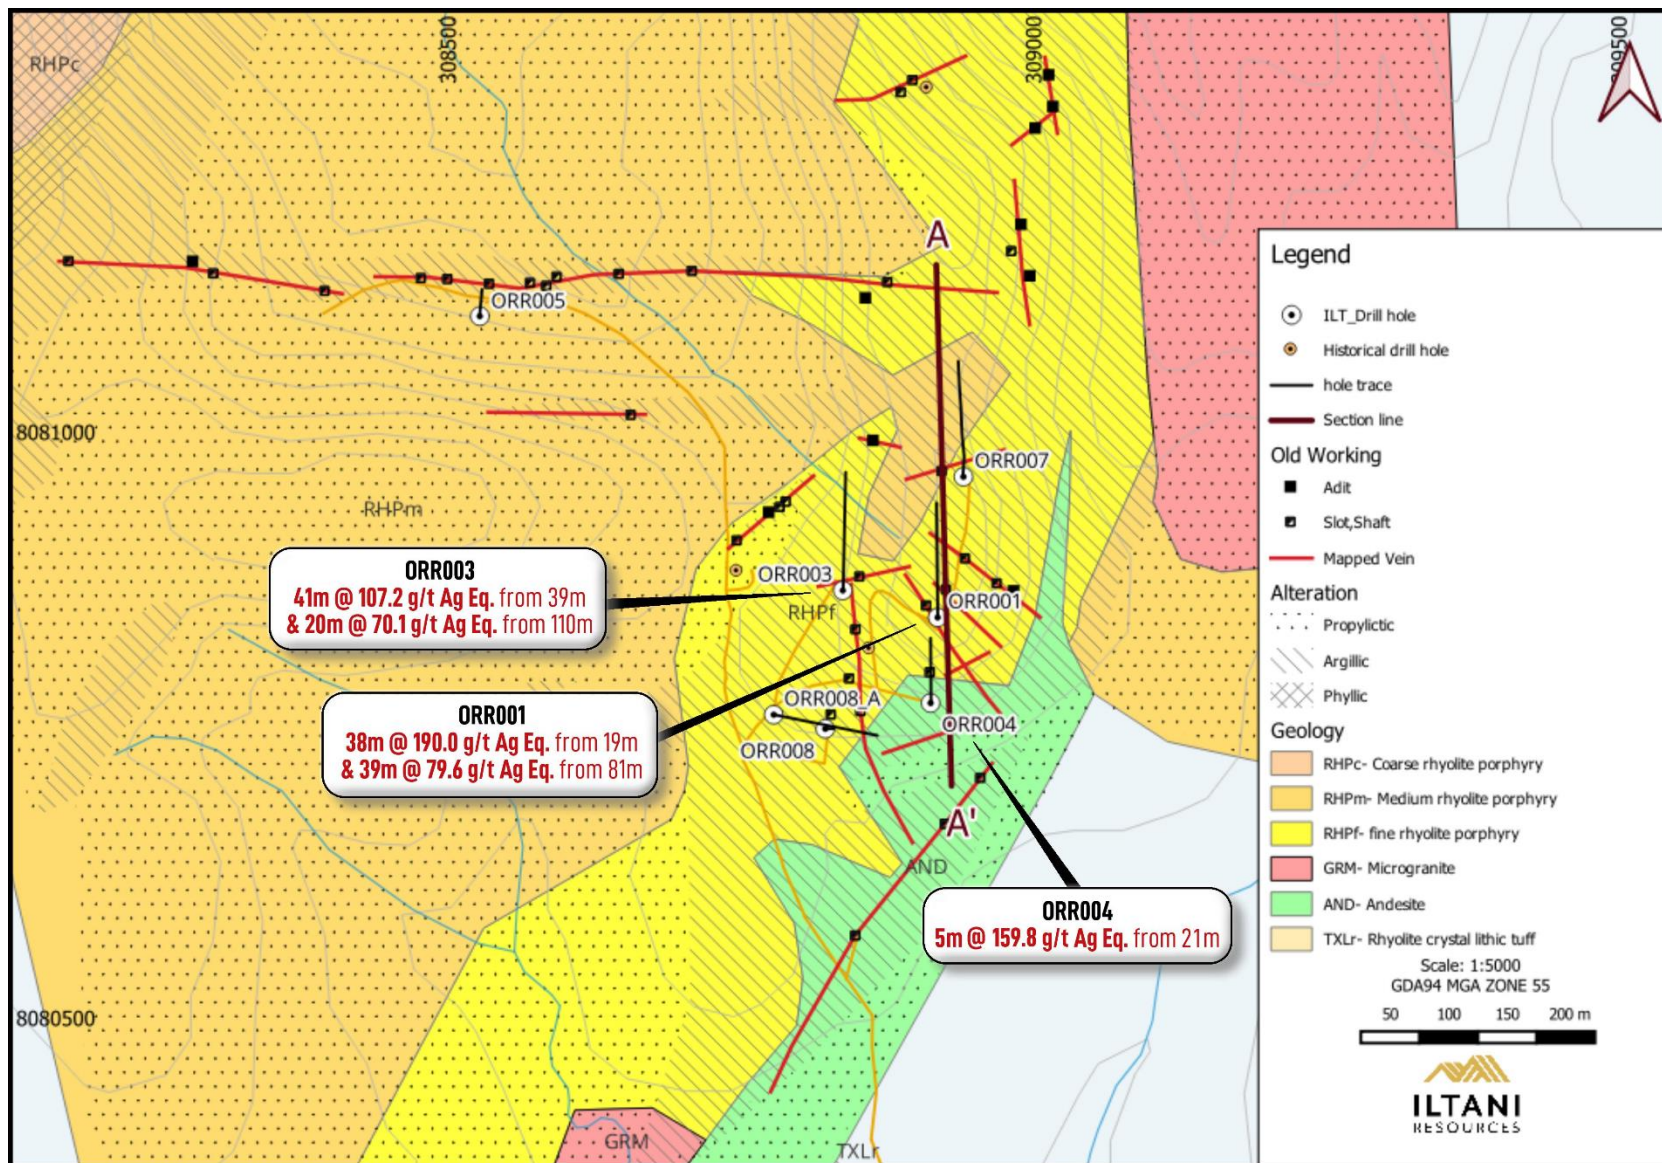 RHPc
308500
309000
309500
A
ORR005
8081000
ORR007
RHPm
ORR003
41m @ 107.2 g/t Ag Eq. from 39m
& 20m @ 70.1 g/t Ag Eq. from 110m
ORR003
RHPf
ORR001
ORR001
38m @ 190.0 g/t Ag Eq. from 19m
& 39m @ 79.6 g/t Ag Eq. from 81m
ORR008_A
ORR004
ORR008
A'
AND
ORR004
5m @ 159.8 g/t Ag Eq. from 21m
8080500
GRM
TXLr
Legend
ILT_Drill hole
Historical drill hole
hole trace
Section line
Old Working
Adit
Slot,Shaft
Mapped Vein
Alteration
Propylictic
Argillic
Phyllic
Geology
RHPc- Coarse rhyolite porphyry
RHPm- Medium rhyolite porphyry
RHPf- fine rhyolite porphyry
GRM- Microgranite
AND- Andesite
TXLr- Rhyolite crystal lithic tuff
Scale: 1:5000
GDA94 MGA ZONE 55
50 100 150 200 m
ILTANI
RESOURCES